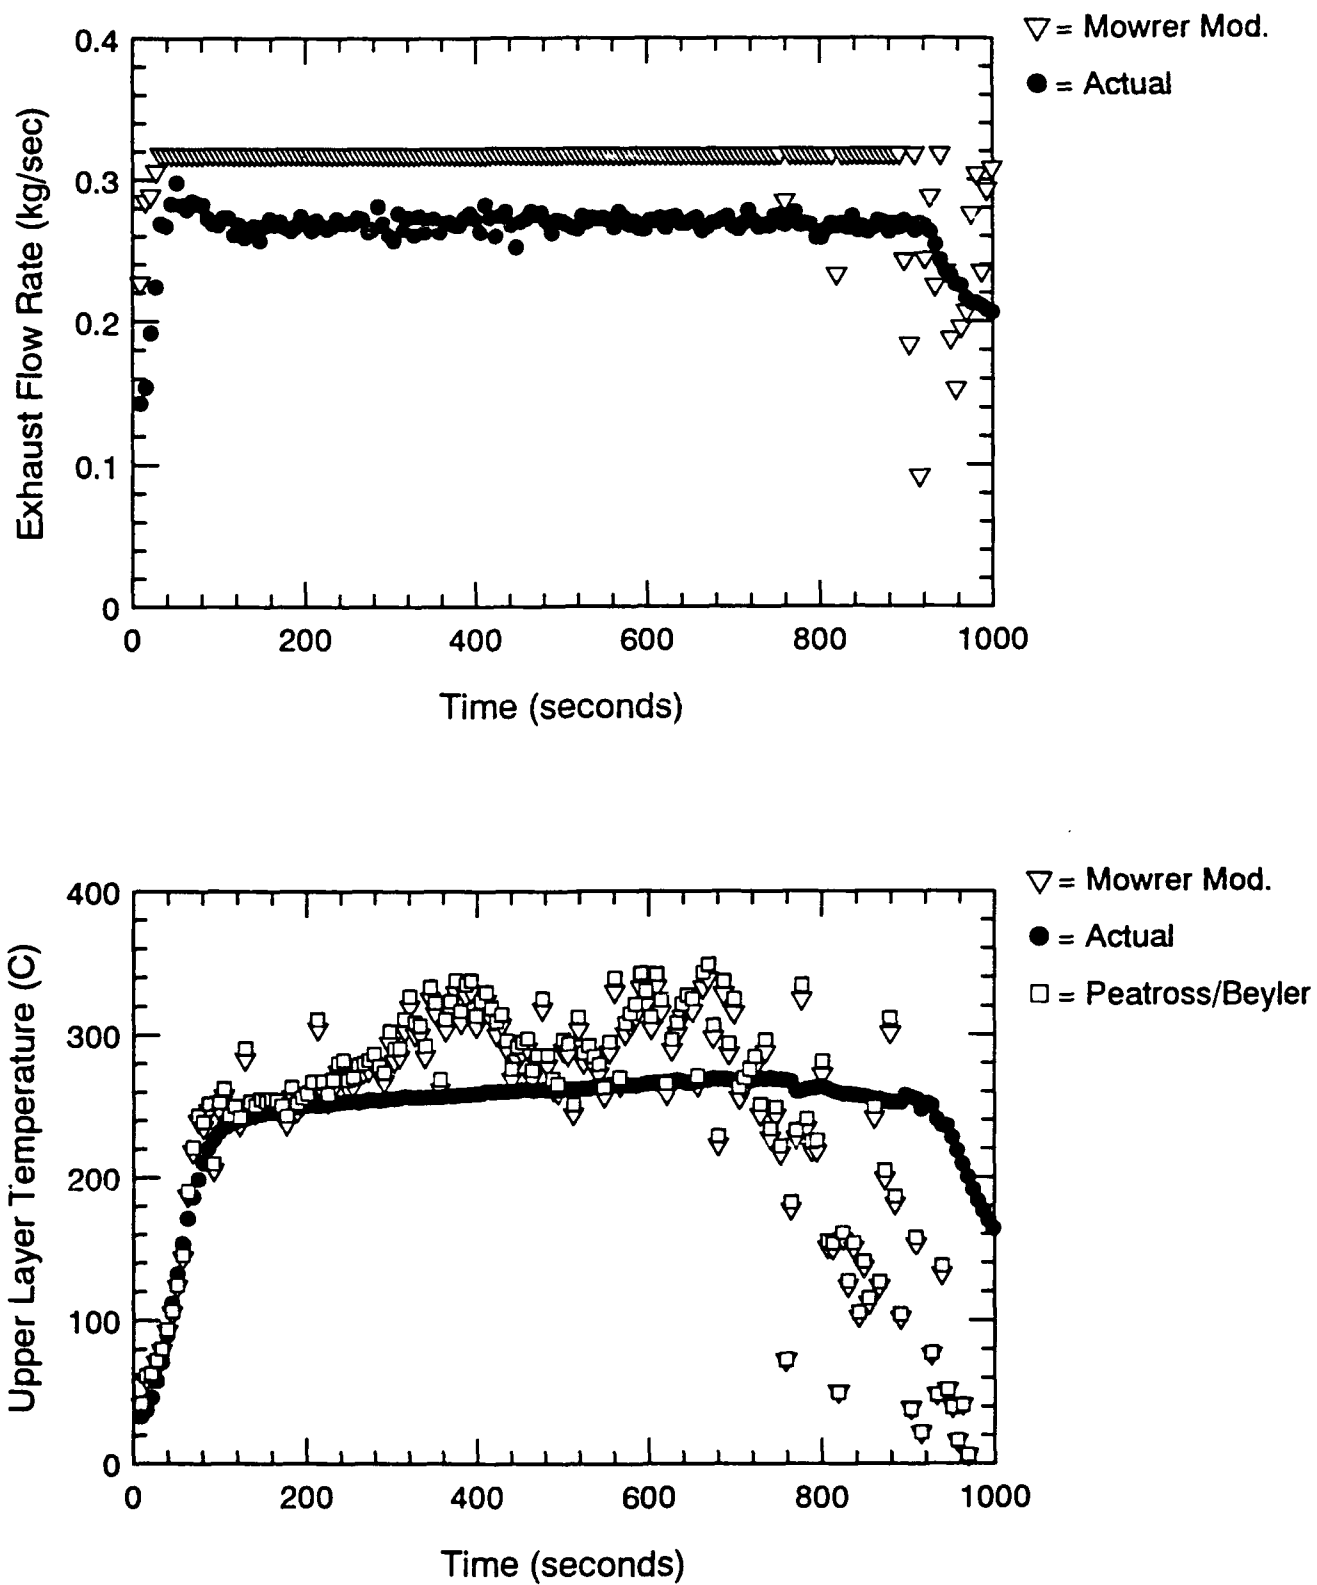 0.4
0.3
0.2
0.1
0
Exhaust Flow Rate (kg/sec)
0 200 400 600 800 1000
Time (seconds)
▽ = Mowrer Mod.
● = Actual
400
300
200
100
0
Upper Layer Temperature (C)
0 200 400 600 800 1000
Time (seconds)
▽ = Mowrer Mod.
● = Actual
□ = Peatross/Beyler